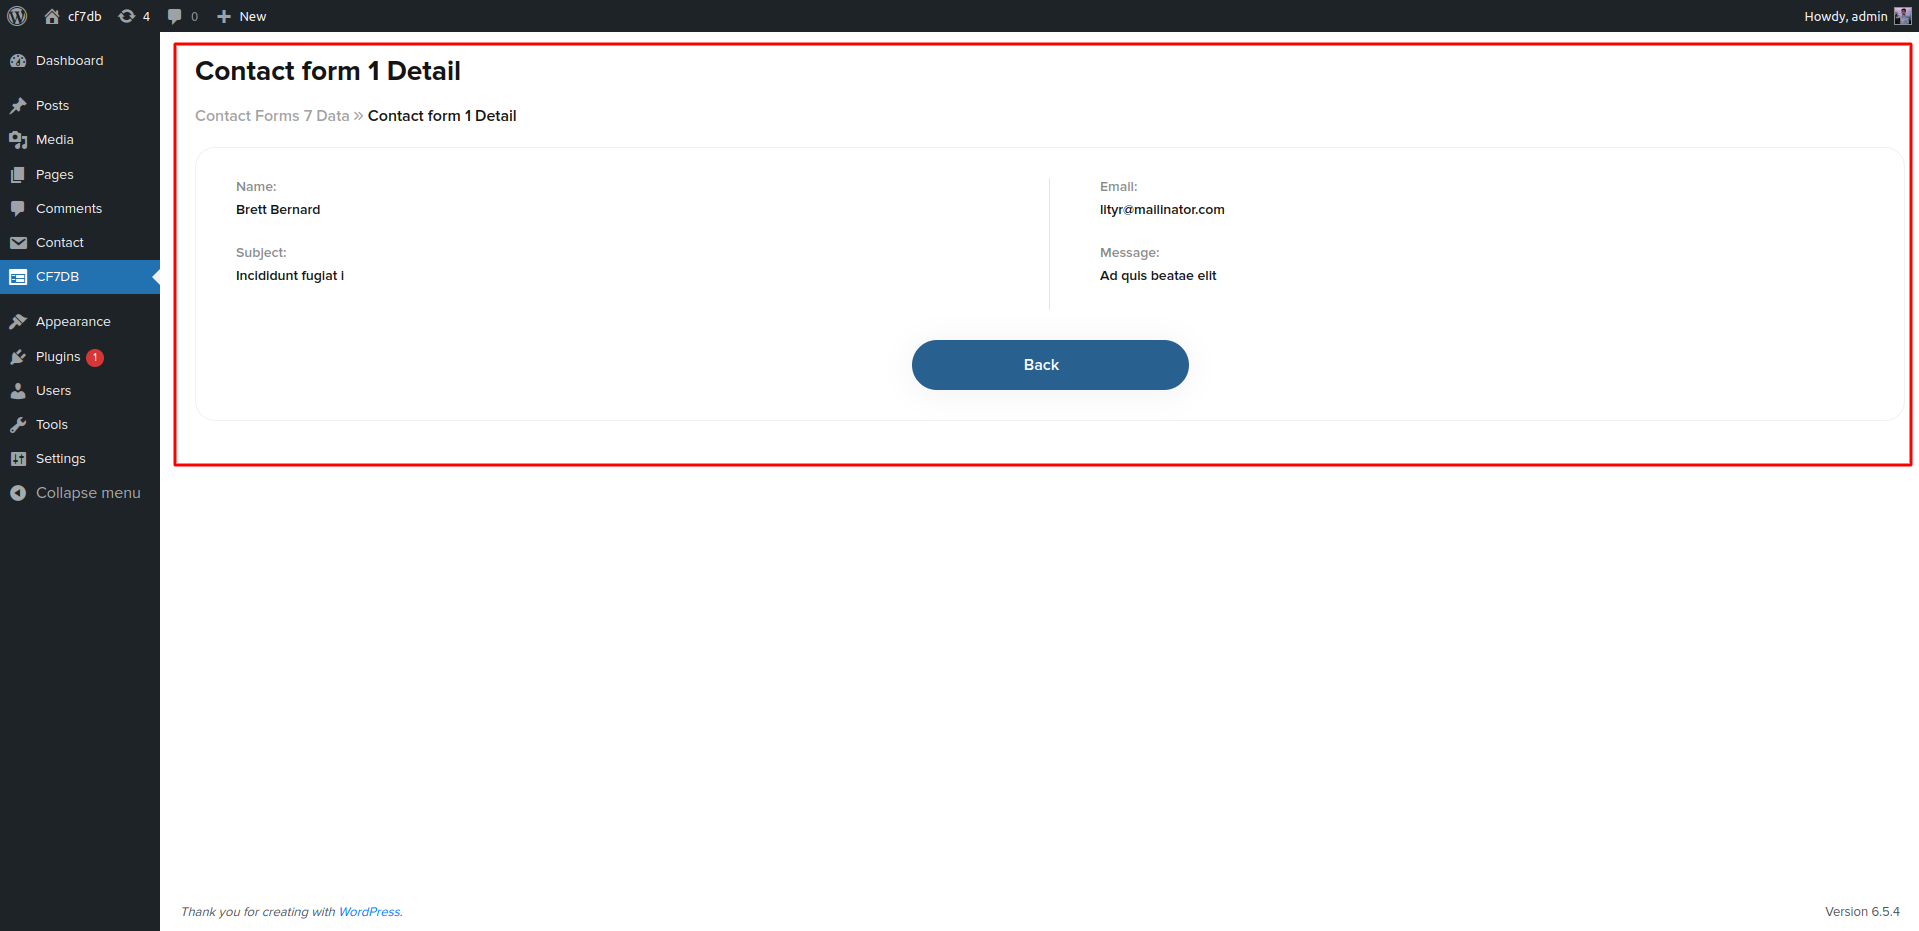 cf7db 4 0 New Howdy, admin
Dashboard
Posts
Media
Pages
Comments
Contact
CF7DB
Appearance
Plugins 1
Users
Tools
Settings
Collapse menu
Contact form 1 Detail
Contact Forms 7 Data » Contact form 1 Detail
Name:
Brett Bernard
Subject:
Incididunt fugiat i
Email:
lityr@mailinator.com
Message:
Ad quis beatae elit
Back
Thank you for creating with WordPress.
Version 6.5.4